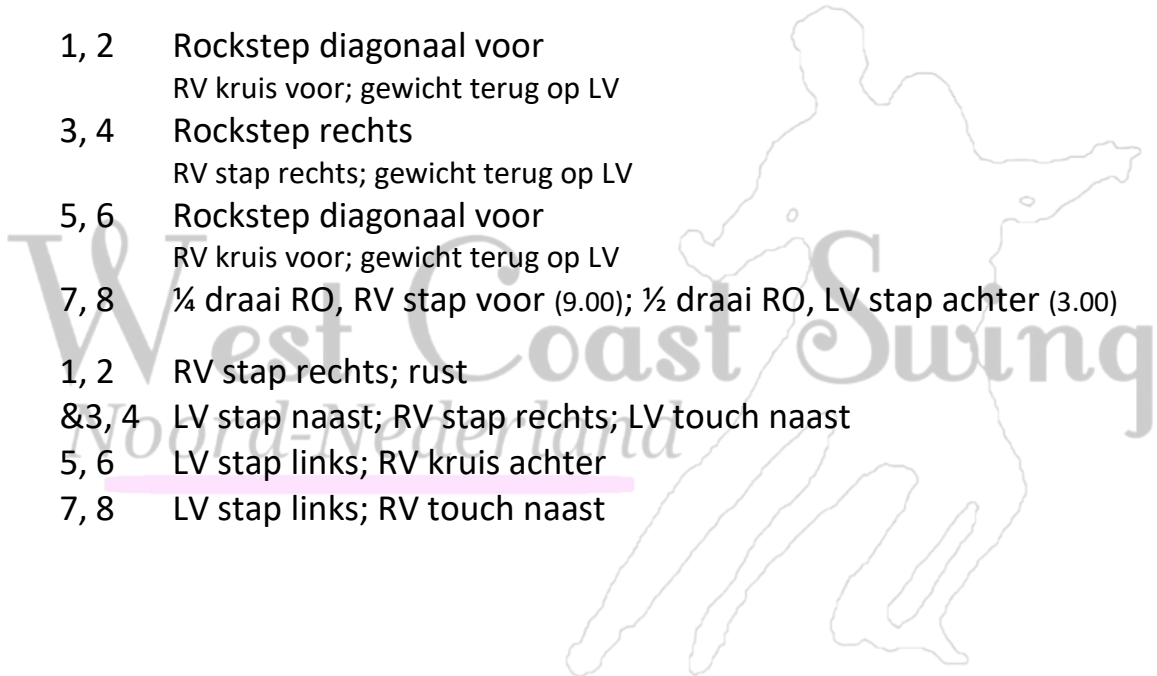 1, 2 Rockstep diagonaal voor
RV kruis voor; gewicht terug op LV
3, 4 Rockstep rechts
RV stap rechts; gewicht terug op LV
5, 6 Rockstep diagonaal voor
RV kruis voor; gewicht terug op LV
7, 8 ¼ draai RO, RV stap voor (9.00); ½ draai RO, LV stap achter (3.00)
West Coast Swing
1, 2 RV stap rechts; rust
&3, 4 LV stap naast; RV stap rechts; LV touch naast
Noord-Nederland
5, 6 LV stap links; RV kruis achter
7, 8 LV stap links; RV touch naast